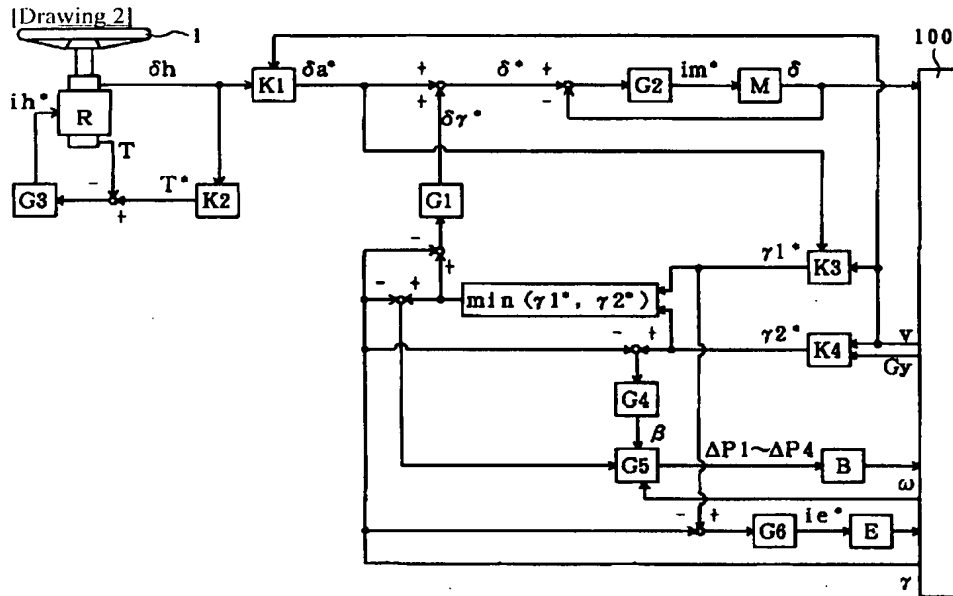 [Drawing 2]
1
100
δh
K1
δa*
+
+
δ*
+
-
G2
im*
M
δ
ih*
R
δγ*
T
G3
-
+
T*
K2
G1
-
+
γ1*
K3
-
+
min (γ1*, γ2*)
-
+
γ2*
K4
V
Gy
G4
β
G5
ΔP1~ΔP4
B
ω
-
+
G6
ie*
E
γ